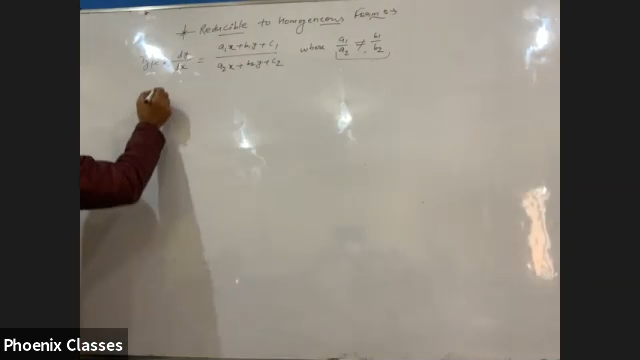 * Reducible to homogeneous Foames
Type: dy/dx = a₁x+b₁y+c₁ / a₂x+b₂y+c₂ where a₁/a₂ ≠ b₁/b₂
Phoenix Classes